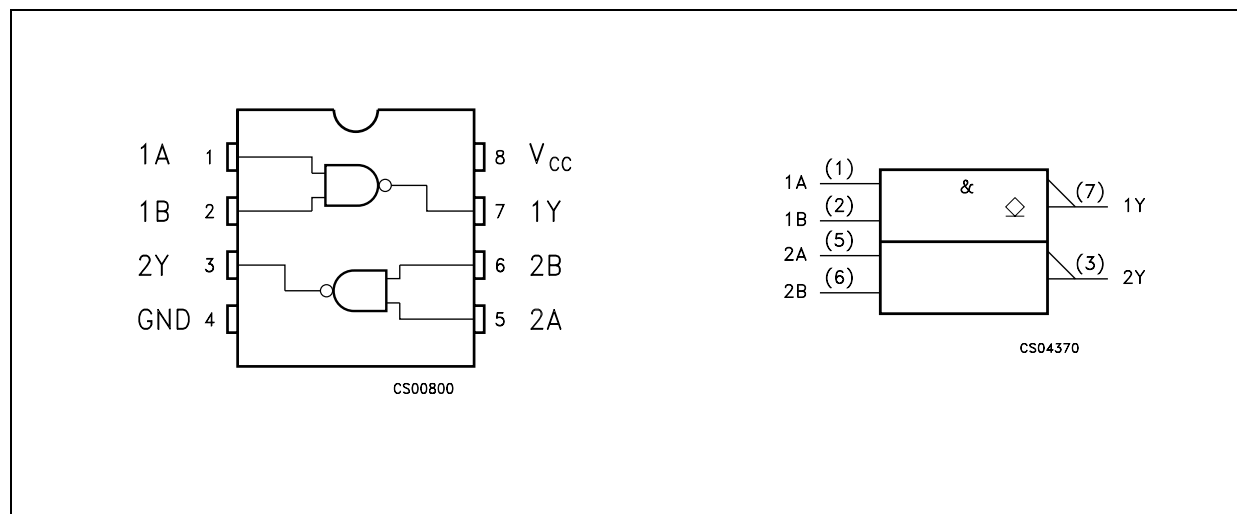 1A 1 8 VCC
1B 2 7 1Y
2Y 3 6 2B
GND 4 5 2A
CS00800
&
1A (1) (7) 1Y
1B (2)
2A (5) (3) 2Y
2B (6)
CS04370